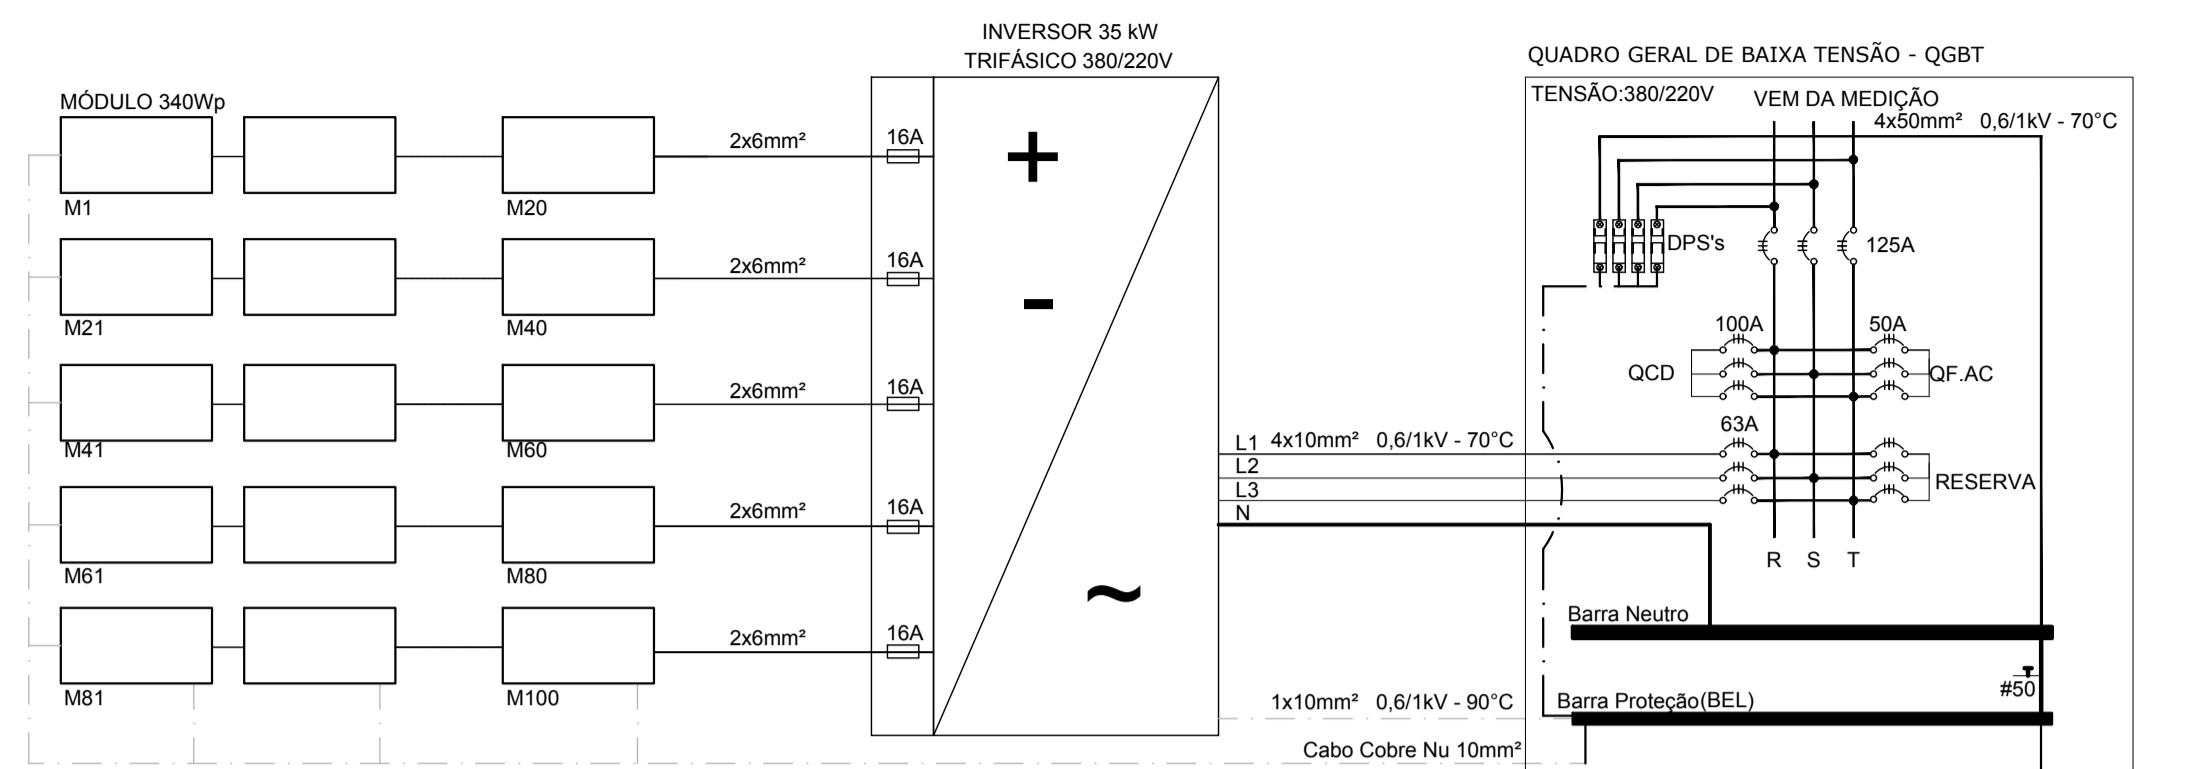 INVERSOR 35 kW
TRIFÁSICO 380/220V
QUADRO GERAL DE BAIXA TENSÃO - QGBT
MÓDULO 340Wp
TENSÃO:380/220V
VEM DA MEDIÇÃO
4x50mm² 0,6/1kV - 70°C
2x6mm²
16A
+
M1
M20
DPS's
125A
2x6mm²
16A
-
M21
M40
100A
50A
QCD
QF.AC
2x6mm²
16A
M41
M60
63A
L1 4x10mm² 0,6/1kV - 70°C
L2
L3
N
RESERVA
2x6mm²
16A
M61
M80
R S T
~
Barra Neutro
2x6mm²
16A
M81
M100
#50
1x10mm² 0,6/1kV - 90°C
Barra Proteção(BEL)
Cabo Cobre Nu 10mm²